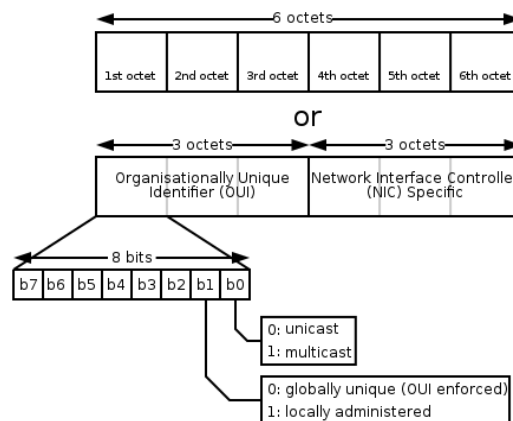 6 octets
1st octet 2nd octet 3rd octet 4th octet 5th octet 6th octet
or
3 octets 3 octets
Organisationally Unique Network Interface Controlle
Identifier (OUI) (NIC) Specific
8 bits
b7 b6 b5 b4 b3 b2 b1 b0
0: unicast
1: multicast
0: globally unique (OUI enforced)
1: locally administered